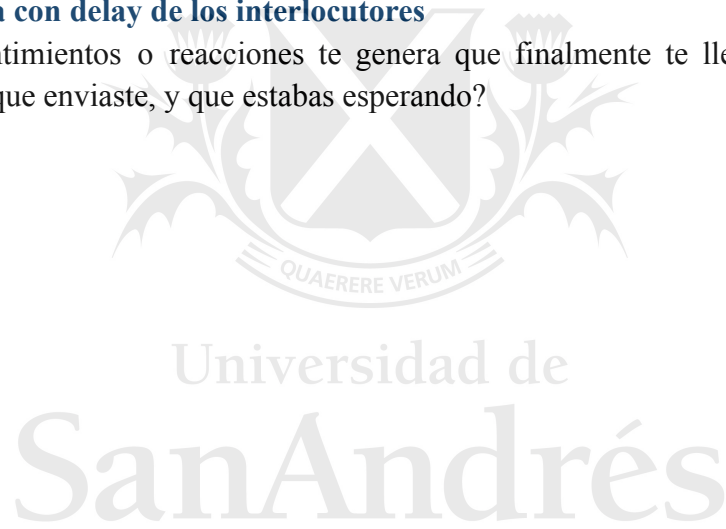 a con delay de los interlocutores
ntimientos o reacciones te genera que finalmente te lle
que enviaste, y que estabas esperando?
QUAERERE VERUM
Universidad de
SanAndrés